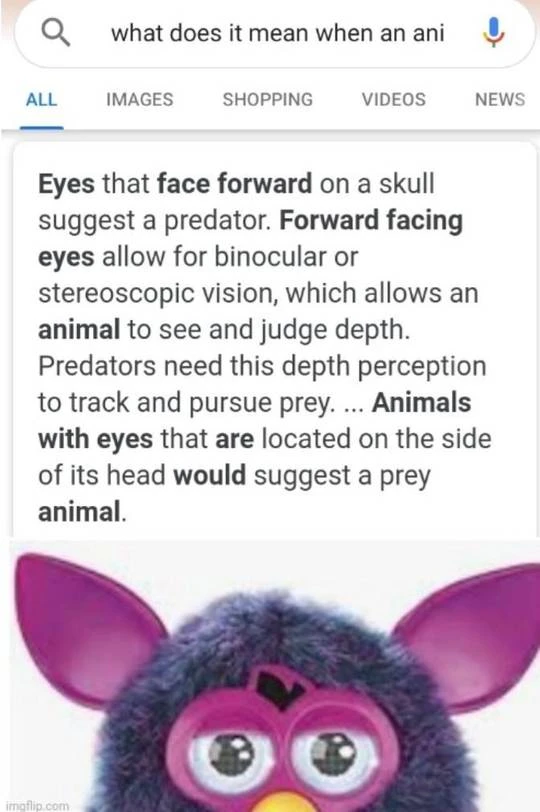 what does it mean when an ani
ALL IMAGES SHOPPING VIDEOS NEWS
Eyes that face forward on a skull
suggest a predator. Forward facing
eyes allow for binocular or
stereoscopic vision, which allows an
animal to see and judge depth.
Predators need this depth perception
to track and pursue prey. ... Animals
with eyes that are located on the side
of its head would suggest a prey
animal.
imgflip.com